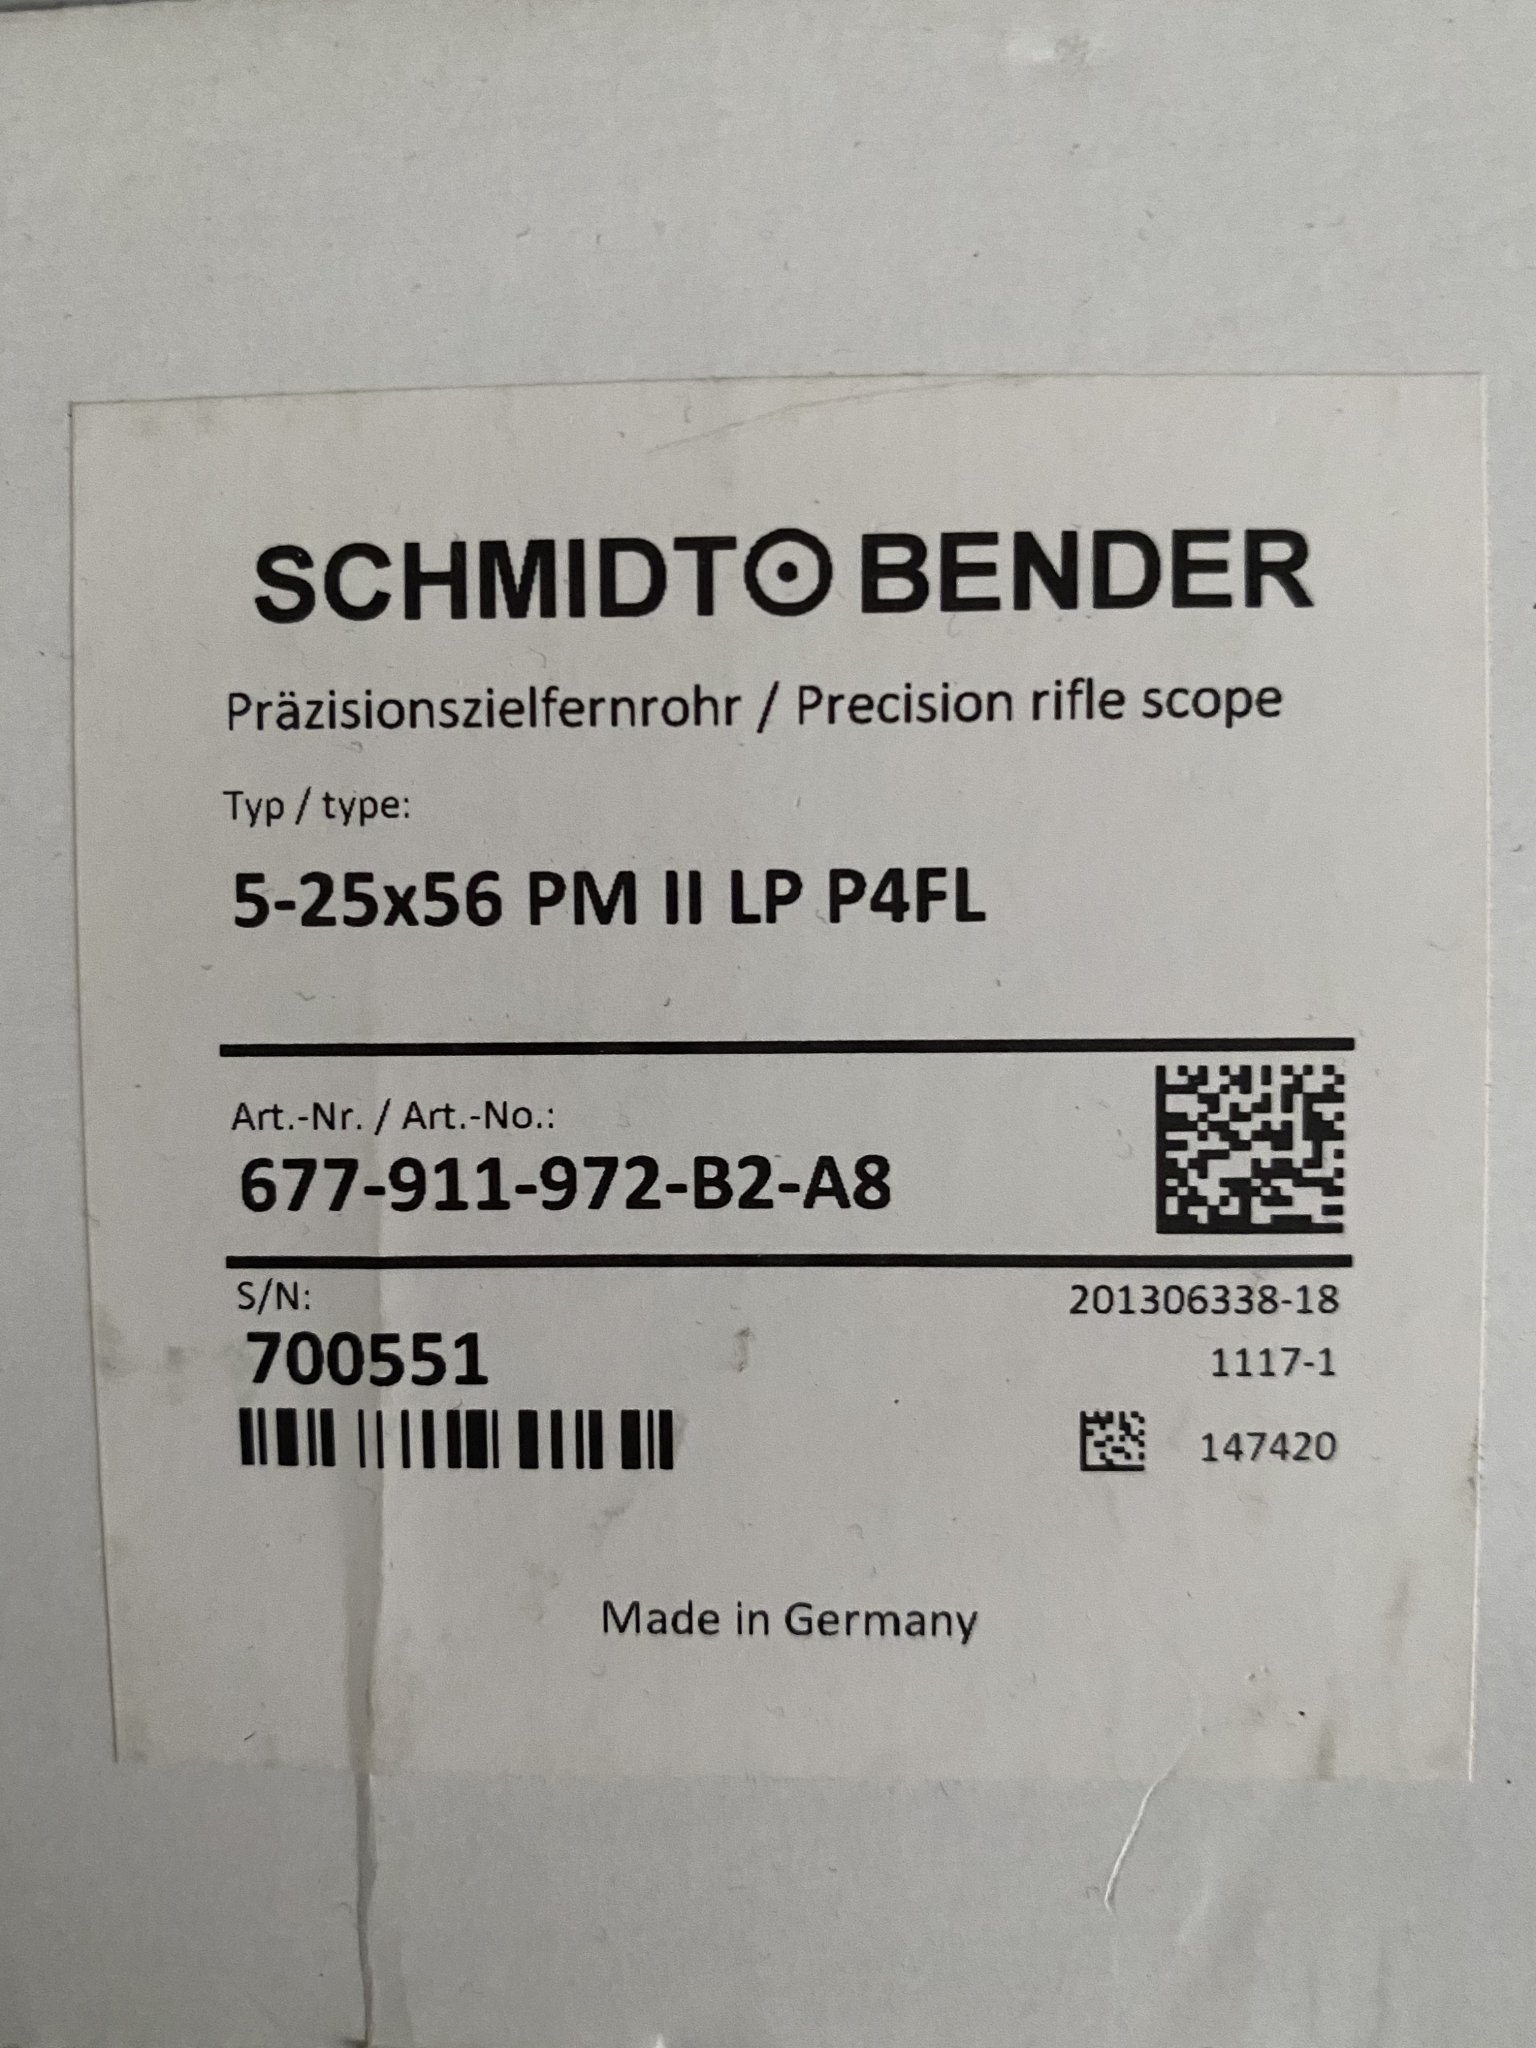 SCHMIDT BENDER
Präzisionszielfernrohr / Precision rifle scope
Typ / type:
5-25x56 PM II LP P4FL
Art.-Nr. / Art.-No.:
677-911-972-B2-A8
S/N:
201306338-18
700551
1117-1
147420
Made in Germany